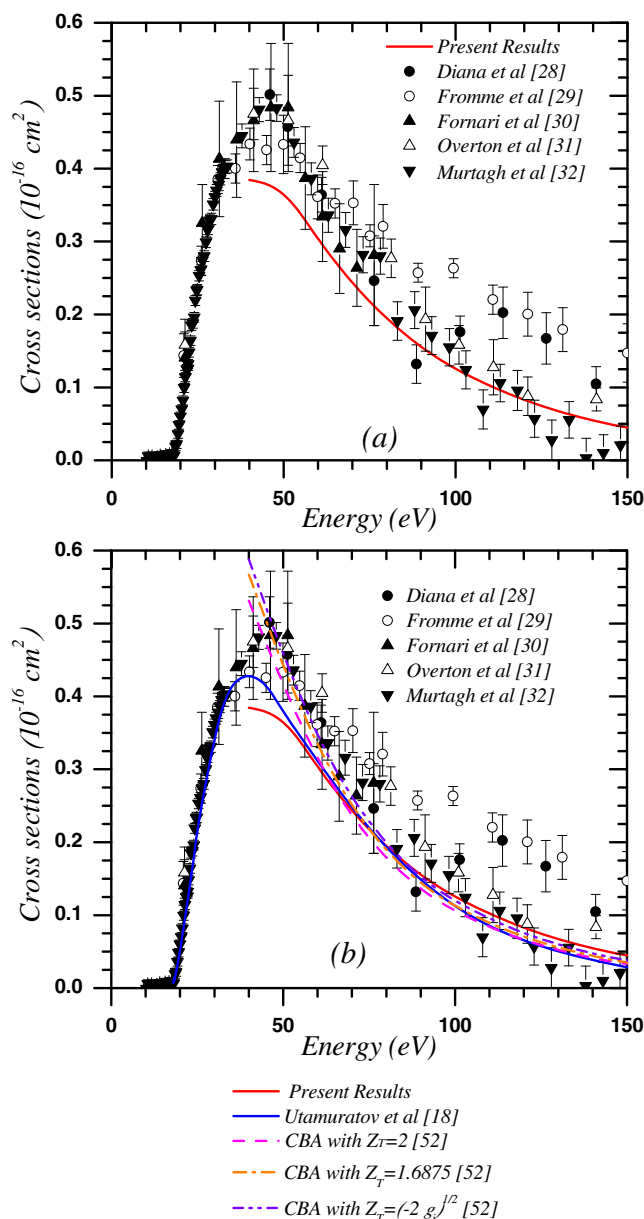 0.6
0.5
0.4
0.3
0.2
0.1
0.0
Cross sections (10⁻¹⁶ cm²)
Present Results
Diana et al [28]
Fromme et al [29]
Fornari et al [30]
Overton et al [31]
Murtagh et al [32]
(a)
0 50 100 150
Energy (eV)
0.6
0.5
0.4
0.3
0.2
0.1
0.0
Cross sections (10⁻¹⁶ cm²)
Diana et al [28]
Fromme et al [29]
Fornari et al [30]
Overton et al [31]
Murtagh et al [32]
(b)
0 50 100 150
Energy (eV)
Present Results
Utamuratov et al [18]
CBA with Z_T=2 [52]
CBA with Z_T=1.6875 [52]
CBA with Z_T=(-2 g_i)^1/2 [52]